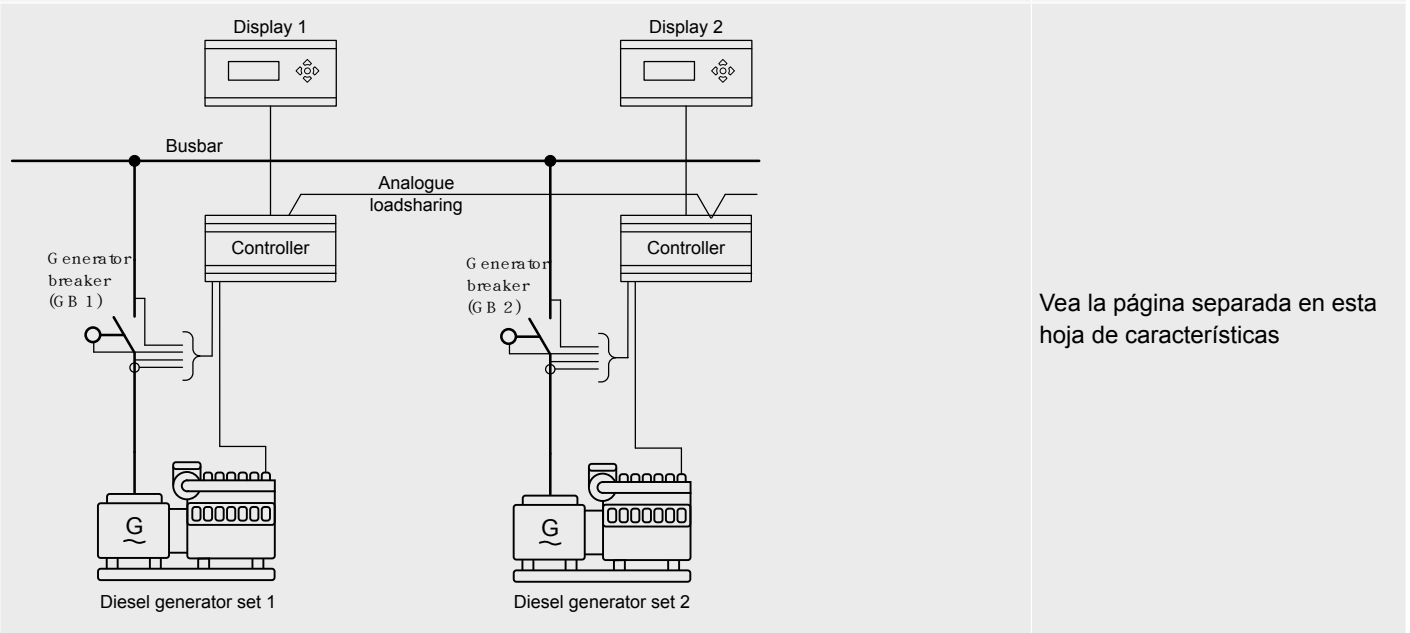 Display 1
Display 2
Busbar
Analogue
loadsharing
Controller
Controller
Generator
breaker
(GB 1)
Generator
breaker
(GB 2)
G
G
Diesel generator set 1
Diesel generator set 2
Vea la página separada en esta
hoja de características